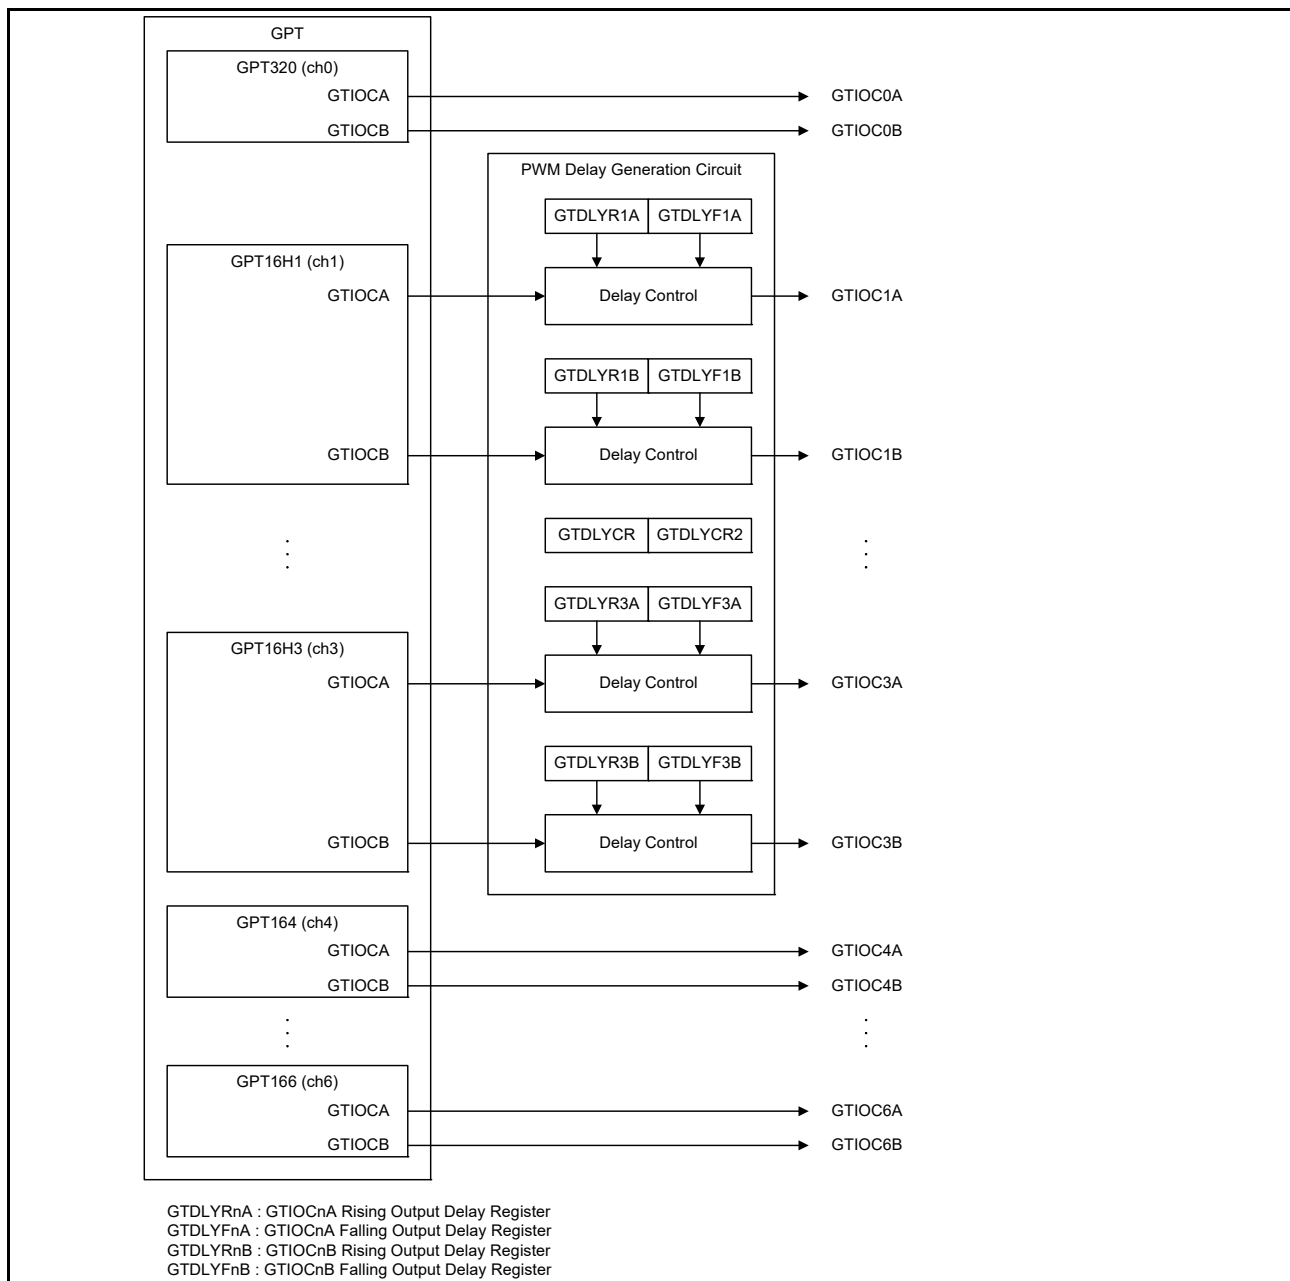 GPT
GPT320 (ch0)
GTIOCA
GTIOC0A
GTIOCB
GTIOC0B
PWM Delay Generation Circuit
GTDLYR1A GTDLYF1A
GPT16H1 (ch1)
GTIOCA
Delay Control
GTIOC1A
GTDLYR1B GTDLYF1B
GTIOCB
Delay Control
GTIOC1B
GTDLYCR GTDLYCR2
GTDLYR3A GTDLYF3A
GPT16H3 (ch3)
GTIOCA
Delay Control
GTIOC3A
GTDLYR3B GTDLYF3B
GTIOCB
Delay Control
GTIOC3B
GPT164 (ch4)
GTIOCA
GTIOC4A
GTIOCB
GTIOC4B
GPT166 (ch6)
GTIOCA
GTIOC6A
GTIOCB
GTIOC6B
GTDLYRnA : GTIOCnA Rising Output Delay Register
GTDLYFnA : GTIOCnA Falling Output Delay Register
GTDLYRnB : GTIOCnB Rising Output Delay Register
GTDLYFnB : GTIOCnB Falling Output Delay Register